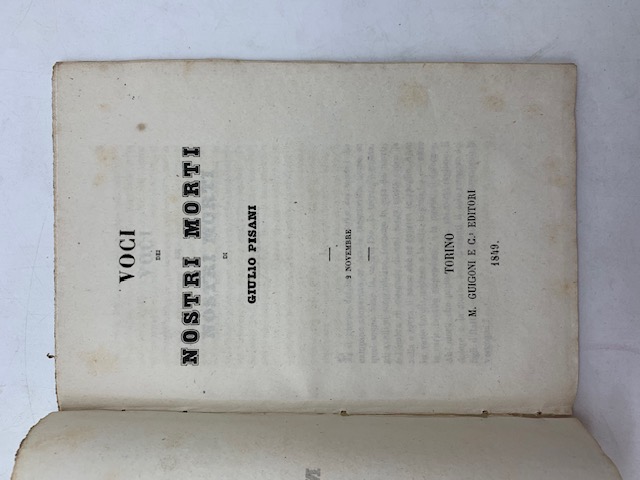 VOCI
DEI
NOSTRI MORTI
DI
GIULIO PISANI
2 NOVEMBRE
TORINO
M. GUIGONI E C.ⁱ EDITORI
1849.